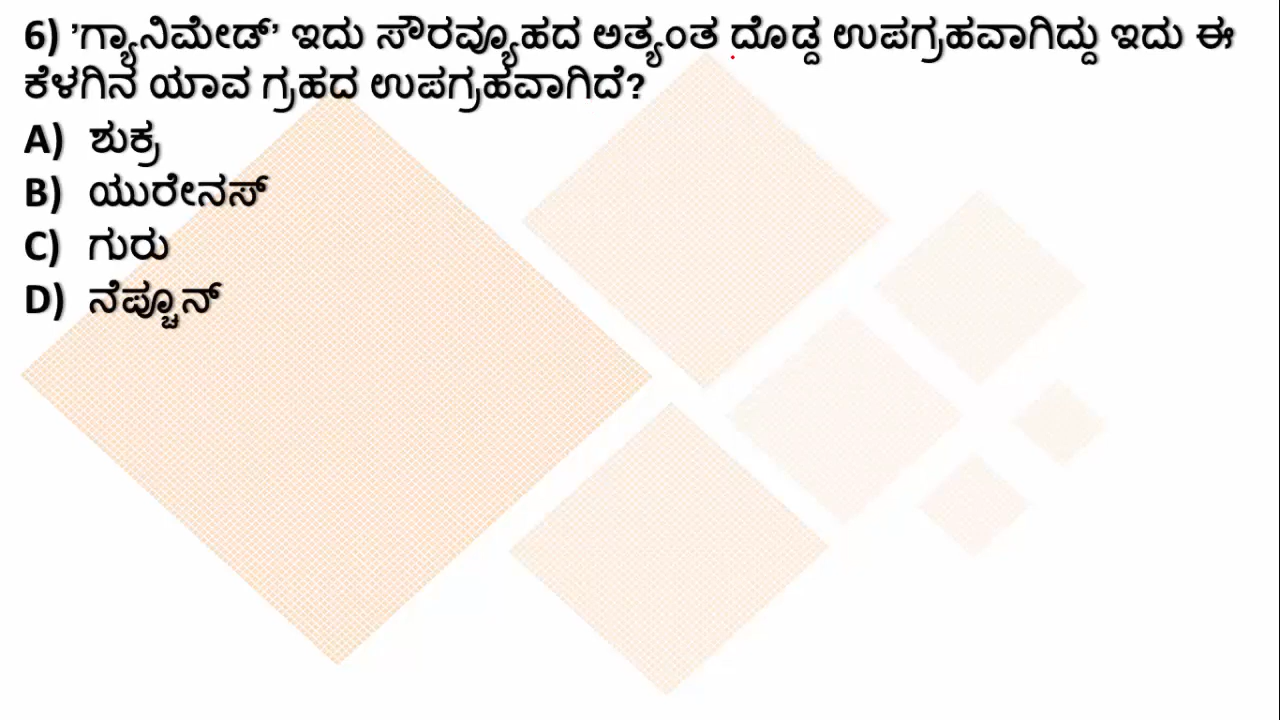 6) ’ಗ್ಯಾನಿಮೇಡ್’ ಇದು ಸೌರವ್ಯೂಹದ ಅತ್ಯಂತ ದೊಡ್ದ ಉಪಗ್ರಹವಾಗಿದ್ದು ಇದು ಈ
ಕೆಳಗಿನ ಯಾವ ಗ್ರಹದ ಉಪಗ್ರಹವಾಗಿದೆ?
A) ಶುಕ್ರ
B) ಯುರೇನಸ್
C) ಗುರು
D) ನೆಪ್ಚೂನ್